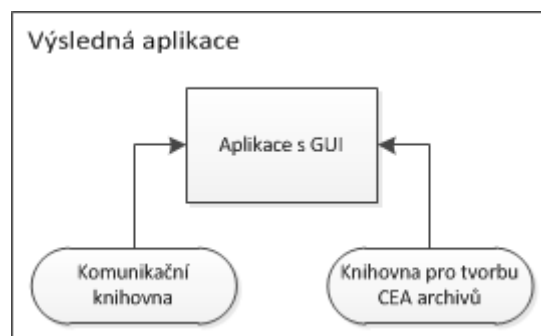 Výsledná aplikace
Aplikace s GUI
Komunikační
knihovna
Knihovna pro tvorbu
CEA archivů